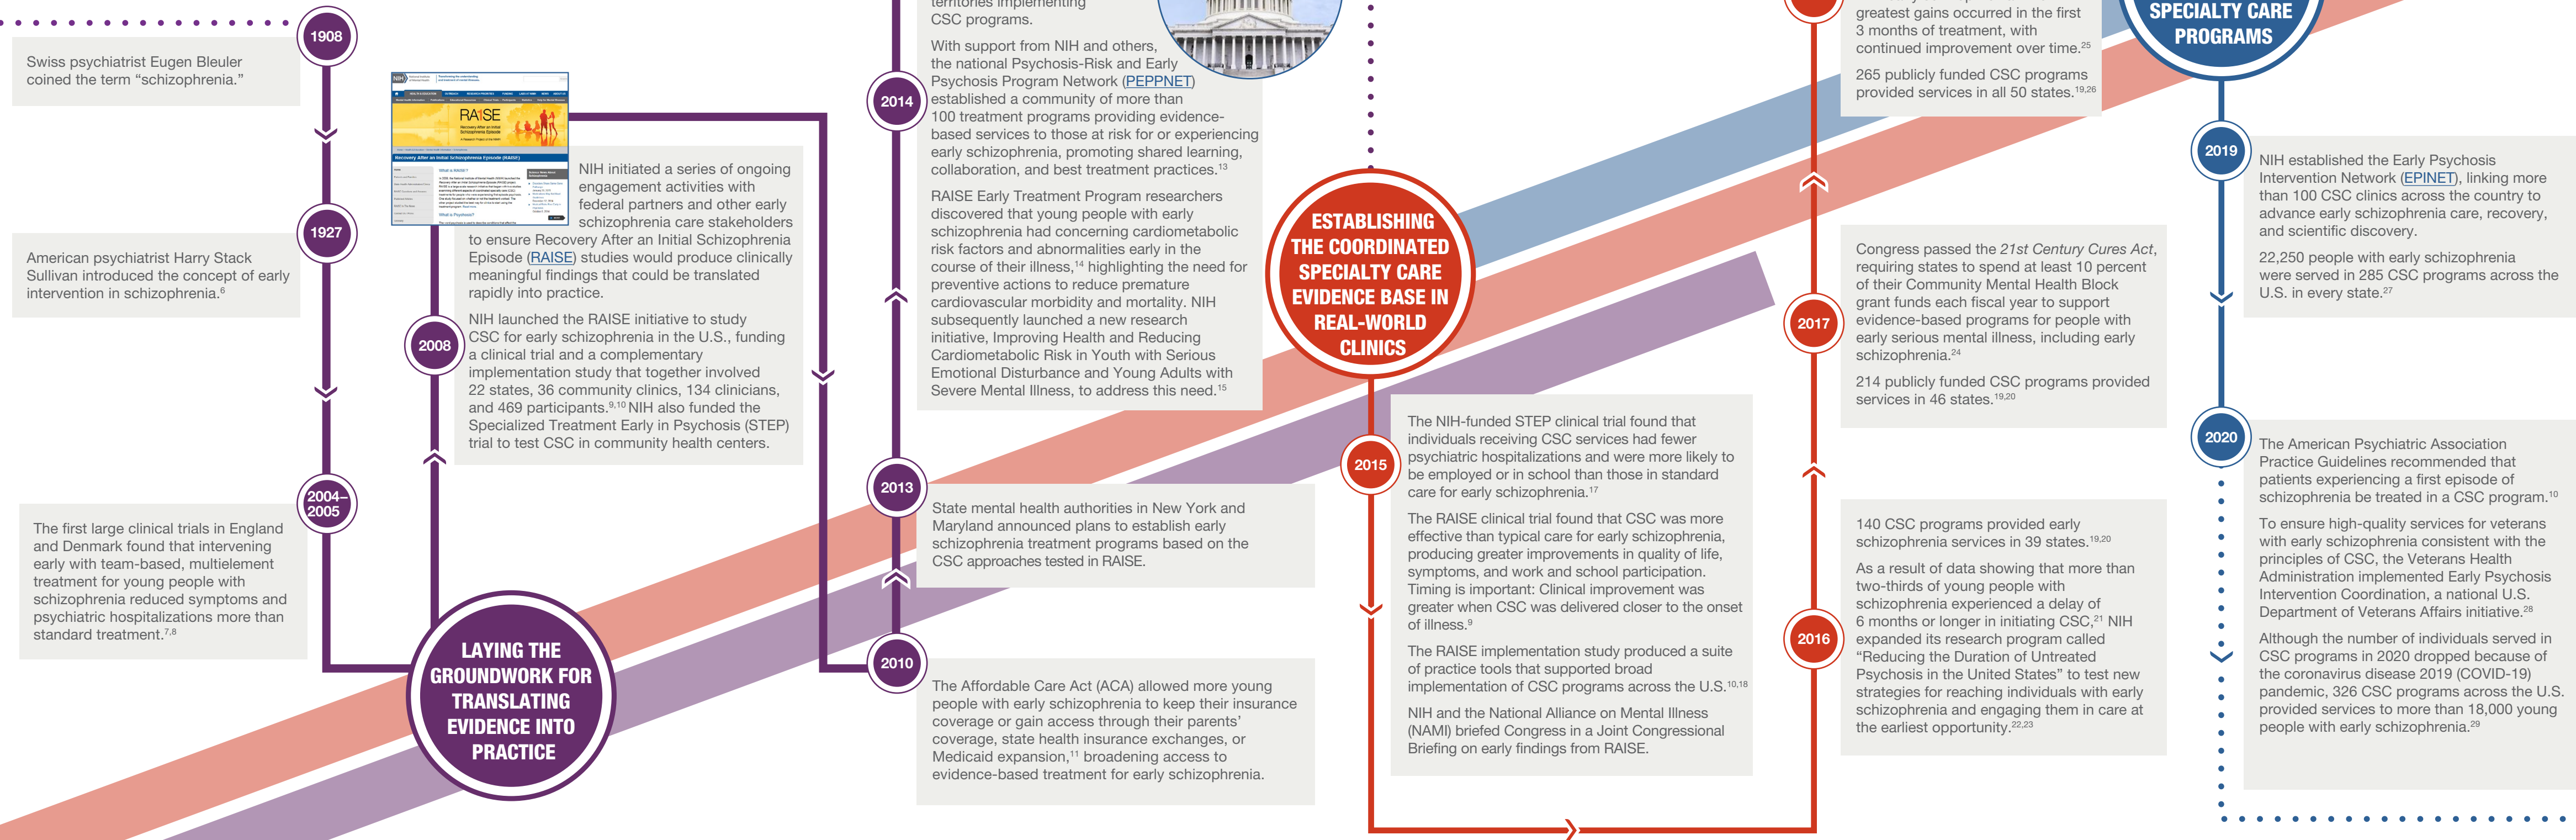 1908
Swiss psychiatrist Eugen Bleuler
coined the term “schizophrenia.”
1927
American psychiatrist Harry Stack
Sullivan introduced the concept of early
intervention in schizophrenia.6
2004–
2005
The first large clinical trials in England
and Denmark found that intervening
early with team-based, multielement
treatment for young people with
schizophrenia reduced symptoms and
psychiatric hospitalizations more than
standard treatment.7,8
LAYING THE
GROUNDWORK FOR
TRANSLATING
EVIDENCE INTO
PRACTICE
NIH
RA1SE
Recovery After an Initial
Schizophrenia Episode
Recovery After an Initial Schizophrenia Episode (RAISE)
What is RAISE?
What is Psychosis?
2008
NIH initiated a series of ongoing
engagement activities with
federal partners and other early
schizophrenia care stakeholders
to ensure Recovery After an Initial Schizophrenia
Episode (RAISE) studies would produce clinically
meaningful findings that could be translated
rapidly into practice.
NIH launched the RAISE initiative to study
CSC for early schizophrenia in the U.S., funding
a clinical trial and a complementary
implementation study that together involved
22 states, 36 community clinics, 134 clinicians,
and 469 participants.9,10 NIH also funded the
Specialized Treatment Early in Psychosis (STEP)
trial to test CSC in community health centers.
2010
The Affordable Care Act (ACA) allowed more young
people with early schizophrenia to keep their insurance
coverage or gain access through their parents’
coverage, state health insurance exchanges, or
Medicaid expansion,11 broadening access to
evidence-based treatment for early schizophrenia.
2013
State mental health authorities in New York and
Maryland announced plans to establish early
schizophrenia treatment programs based on the
CSC approaches tested in RAISE.
2014
territories implementing
CSC programs.
With support from NIH and others,
the national Psychosis-Risk and Early
Psychosis Program Network (PEPPNET)
established a community of more than
100 treatment programs providing evidence-
based services to those at risk for or experiencing
early schizophrenia, promoting shared learning,
collaboration, and best treatment practices.13
RAISE Early Treatment Program researchers
discovered that young people with early
schizophrenia had concerning cardiometabolic
risk factors and abnormalities early in the
course of their illness,14 highlighting the need for
preventive actions to reduce premature
cardiovascular morbidity and mortality. NIH
subsequently launched a new research
initiative, Improving Health and Reducing
Cardiometabolic Risk in Youth with Serious
Emotional Disturbance and Young Adults with
Severe Mental Illness, to address this need.15
ESTABLISHING
THE COORDINATED
SPECIALTY CARE
EVIDENCE BASE IN
REAL-WORLD
CLINICS
2015
The NIH-funded STEP clinical trial found that
individuals receiving CSC services had fewer
psychiatric hospitalizations and were more likely to
be employed or in school than those in standard
care for early schizophrenia.17
The RAISE clinical trial found that CSC was more
effective than typical care for early schizophrenia,
producing greater improvements in quality of life,
symptoms, and work and school participation.
Timing is important: Clinical improvement was
greater when CSC was delivered closer to the onset
of illness.9
The RAISE implementation study produced a suite
of practice tools that supported broad
implementation of CSC programs across the U.S.10,18
NIH and the National Alliance on Mental Illness
(NAMI) briefed Congress in a Joint Congressional
Briefing on early findings from RAISE.
2016
140 CSC programs provided early
schizophrenia services in 39 states.19,20
As a result of data showing that more than
two-thirds of young people with
schizophrenia experienced a delay of
6 months or longer in initiating CSC,21 NIH
expanded its research program called
“Reducing the Duration of Untreated
Psychosis in the United States” to test new
strategies for reaching individuals with early
schizophrenia and engaging them in care at
the earliest opportunity.22,23
2017
Congress passed the 21st Century Cures Act,
requiring states to spend at least 10 percent
of their Community Mental Health Block
grant funds each fiscal year to support
evidence-based programs for people with
early serious mental illness, including early
schizophrenia.24
214 publicly funded CSC programs provided
services in 46 states.19,20
greatest gains occurred in the first
3 months of treatment, with
continued improvement over time.25
265 publicly funded CSC programs
provided services in all 50 states.19,26
SPECIALTY CARE
PROGRAMS
2019
NIH established the Early Psychosis
Intervention Network (EPINET), linking more
than 100 CSC clinics across the country to
advance early schizophrenia care, recovery,
and scientific discovery.
22,250 people with early schizophrenia
were served in 285 CSC programs across the
U.S. in every state.27
2020
The American Psychiatric Association
Practice Guidelines recommended that
patients experiencing a first episode of
schizophrenia be treated in a CSC program.10
To ensure high-quality services for veterans
with early schizophrenia consistent with the
principles of CSC, the Veterans Health
Administration implemented Early Psychosis
Intervention Coordination, a national U.S.
Department of Veterans Affairs initiative.28
Although the number of individuals served in
CSC programs in 2020 dropped because of
the coronavirus disease 2019 (COVID-19)
pandemic, 326 CSC programs across the U.S.
provided services to more than 18,000 young
people with early schizophrenia.29